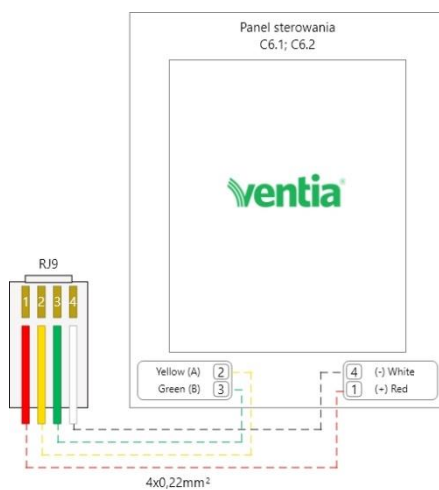 Panel sterowania
C6.1; C6.2
ventia®
RJ9
1 2 3 4
Yellow (A) 2
Green (B) 3
4 (-) White
1 (+) Red
4x0,22mm²